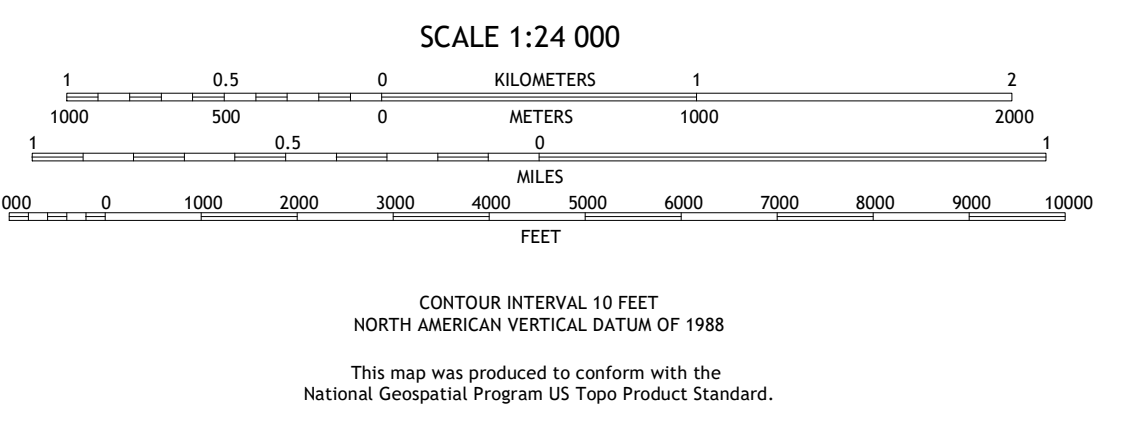 SCALE 1:24 000
1 0.5 0 KILOMETERS 1 2
1000 500 0 METERS 1000 2000
1 0.5 0 1
MILES
000 0 1000 2000 3000 4000 5000 6000 7000 8000 9000 10000
FEET
CONTOUR INTERVAL 10 FEET
NORTH AMERICAN VERTICAL DATUM OF 1988
This map was produced to conform with the
National Geospatial Program US Topo Product Standard.